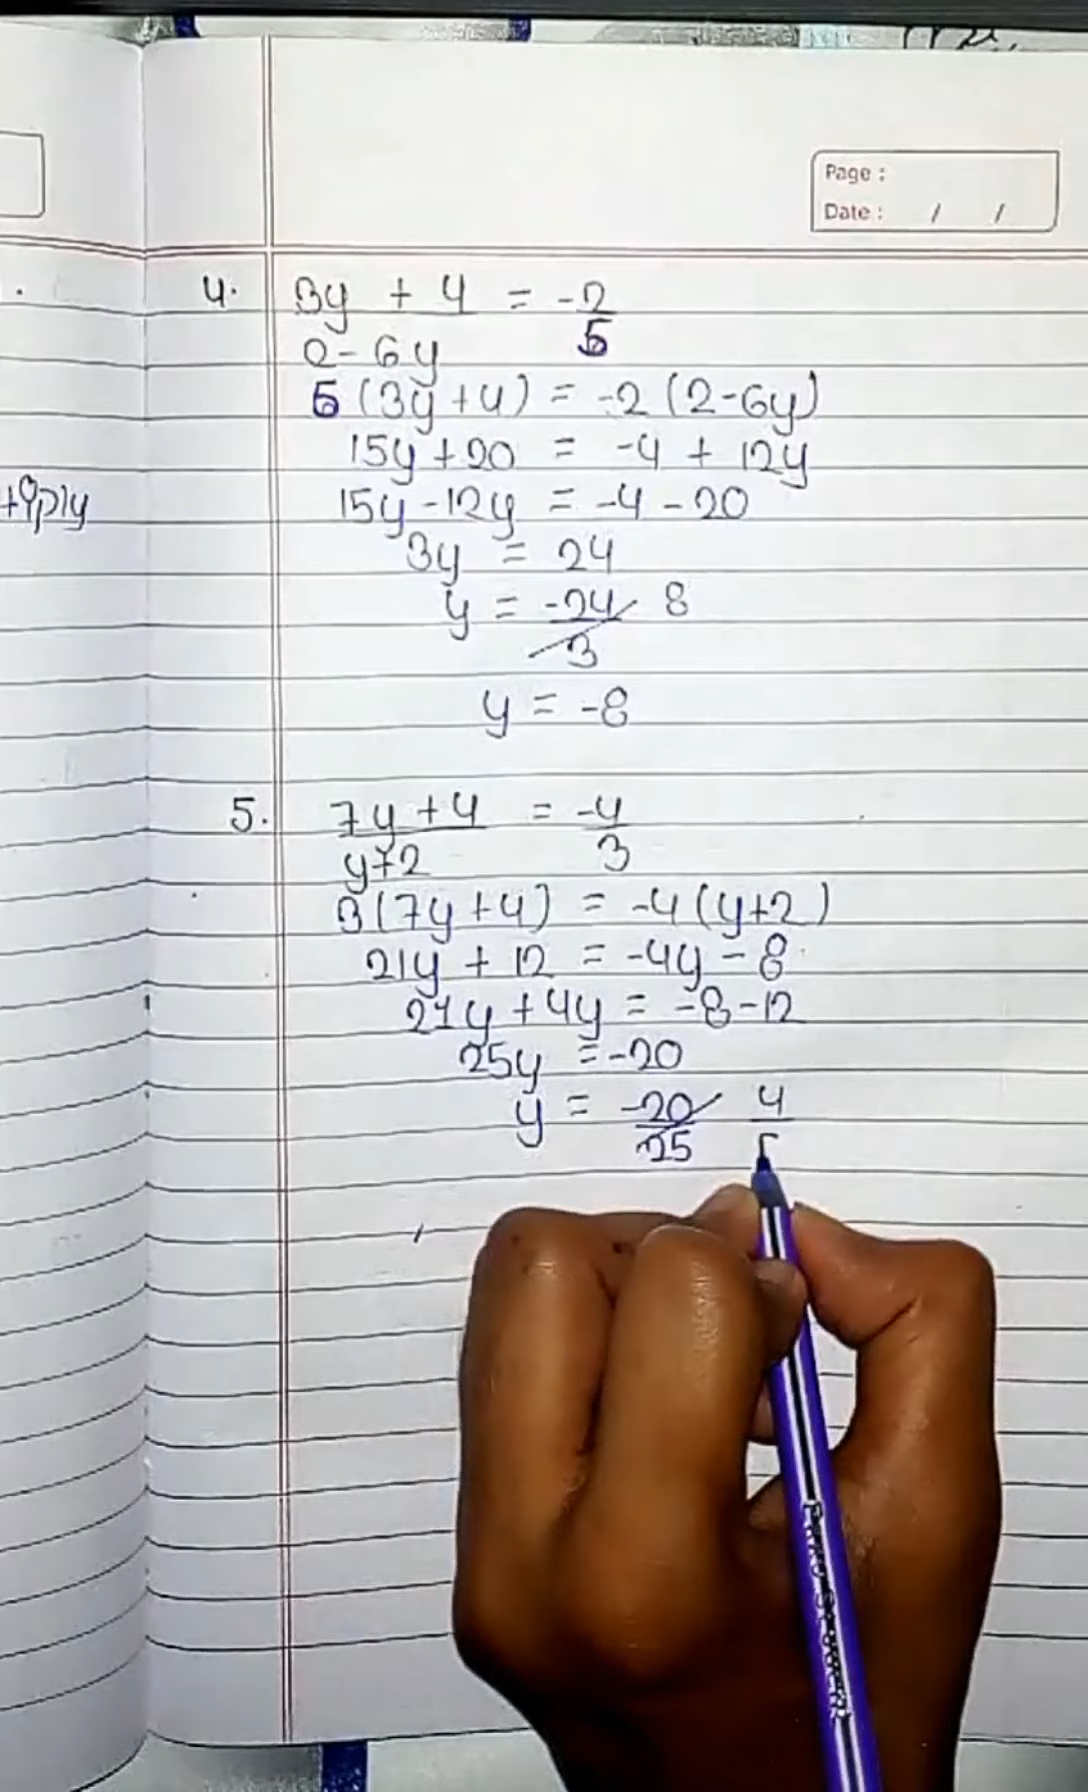 Page :
Date : / /
4. 3y + 4 = -2
2-6y 5
5 (3y+4) = -2 (2-6y)
15y+20 = -4 + 12y
+iply
15y-12y = -4-20
3y = 24
y = -24 8
3
y = -8
5. 7y+4 = -4
y+2 3
3(7y+4) = -4(y+2)
21y + 12 = -4y-8
21y+4y = -8-12
25y = -20
y = -20 4
25 5